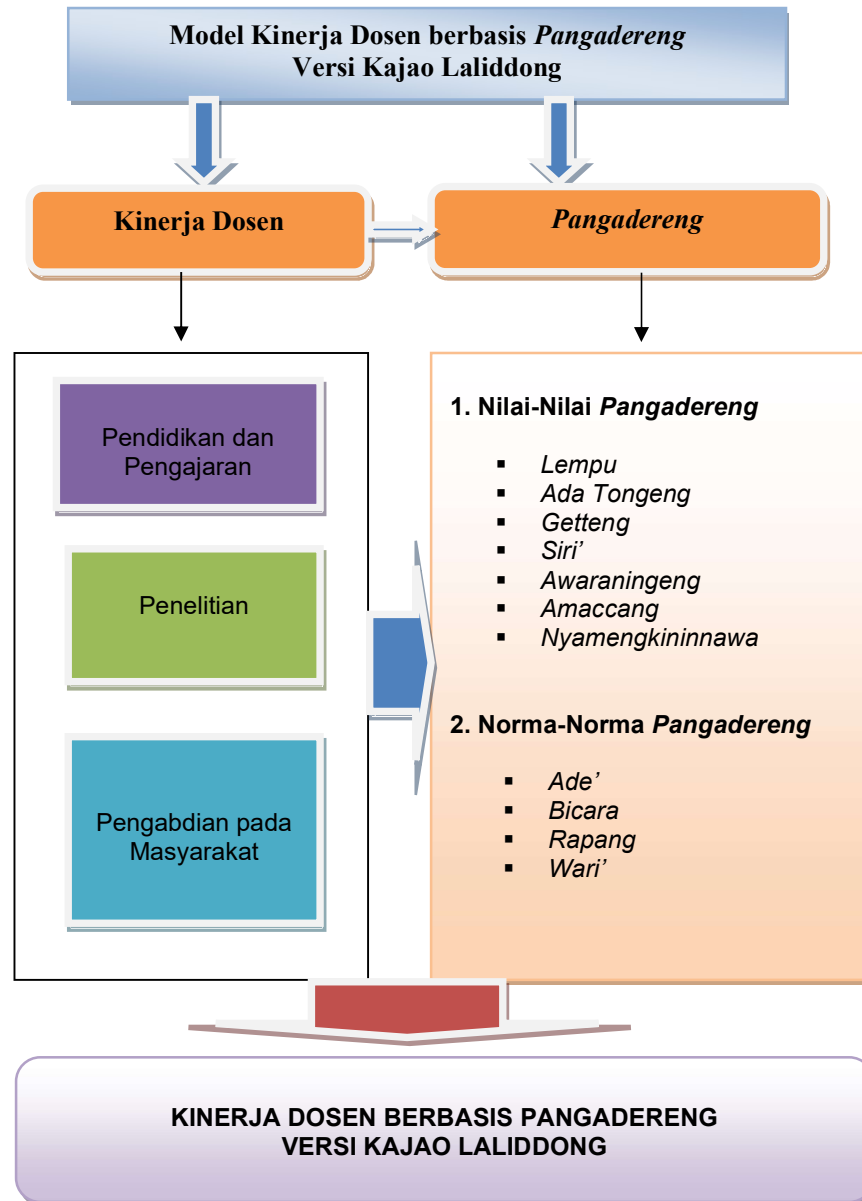 Model Kinerja Dosen berbasis Pangadereng
Versi Kajao Laliddong
Kinerja Dosen
Pangadereng
Pendidikan dan
Pengajaran
Penelitian
Pengabdian pada
Masyarakat
1. Nilai-Nilai Pangadereng
▪ Lempu
▪ Ada Tongeng
▪ Getteng
▪ Siri’
▪ Awaraningeng
▪ Amaccang
▪ Nyamengkininnawa
2. Norma-Norma Pangadereng
▪ Ade’
▪ Bicara
▪ Rapang
▪ Wari’
KINERJA DOSEN BERBASIS PANGADERENG
VERSI KAJAO LALIDDONG